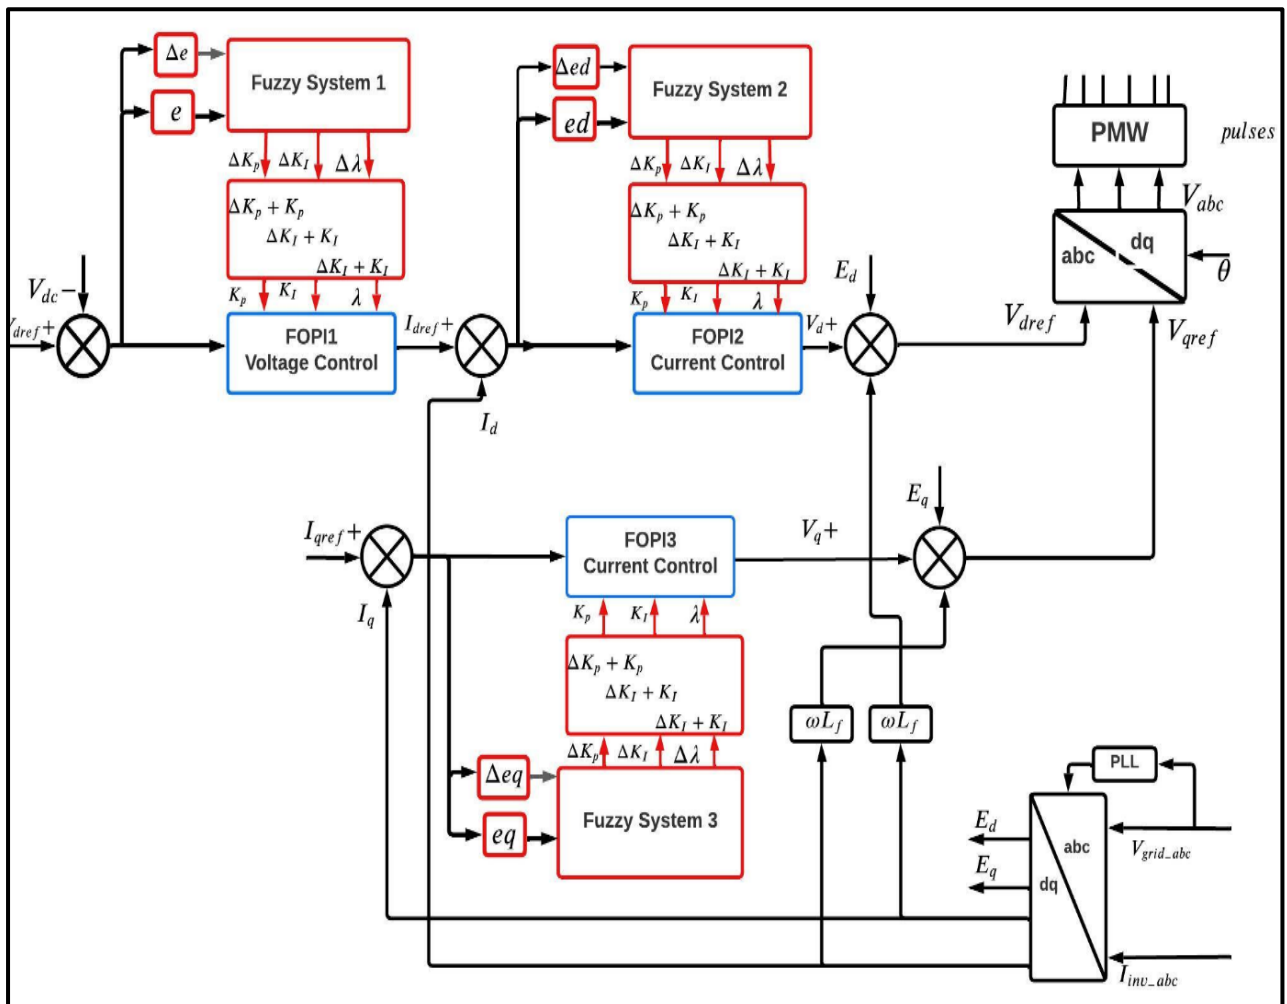 Δe
Fuzzy System 1
e
ΔK_p ΔK_I Δλ
ΔK_p + K_p
ΔK_I + K_I
ΔK_I + K_I
K_p K_I λ
V_dc −
V_dref +
FOPI1
Voltage Control
I_dref +
I_d
Δed
Fuzzy System 2
ed
ΔK_p ΔK_I Δλ
ΔK_p + K_p
ΔK_I + K_I
ΔK_I + K_I
K_p K_I λ
FOPI2
Current Control
V_d +
E_d
PMW
pulses
V_abc
abc
dq
θ
V_dref
V_qref
I_qref +
I_q
FOPI3
Current Control
V_q +
E_q
K_p K_I λ
ΔK_p + K_p
ΔK_I + K_I
ΔK_I + K_I
ΔK_p ΔK_I Δλ
Δeq
Fuzzy System 3
eq
ωL_f
ωL_f
PLL
E_d
abc
V_grid_abc
E_q
dq
I_inv_abc